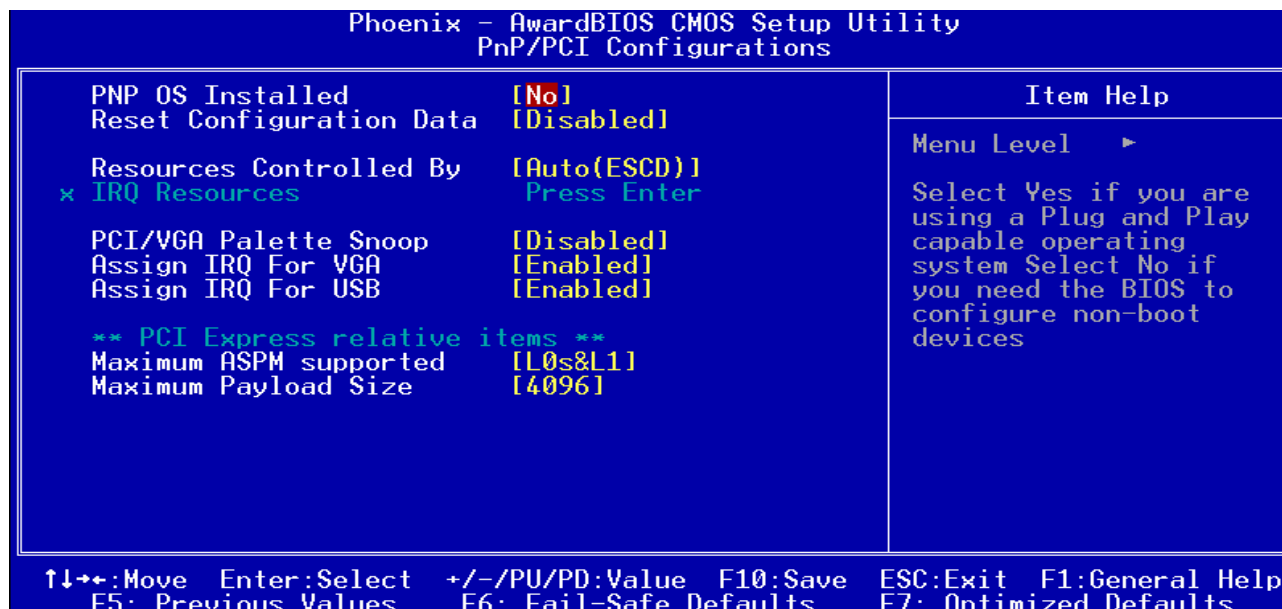 Phoenix - AwardBIOS CMOS Setup Utility
PnP/PCI Configurations
PNP OS Installed [No]
Reset Configuration Data [Disabled]
Resources Controlled By [Auto(ESCD)]
x IRQ Resources Press Enter
PCI/VGA Palette Snoop [Disabled]
Assign IRQ For VGA [Enabled]
Assign IRQ For USB [Enabled]
** PCI Express relative items **
Maximum ASPM supported [L0s&L1]
Maximum Payload Size [4096]
Item Help
Menu Level ►
Select Yes if you are
using a Plug and Play
capable operating
system Select No if
you need the BIOS to
configure non-boot
devices
↑↓→←:Move Enter:Select +/-/PU/PD:Value F10:Save ESC:Exit F1:General Help
F5: Previous Values F6: Fail-Safe Defaults F7: Optimized Defaults